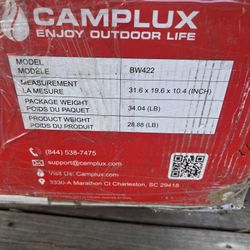 CAMPLUX
ENJOY OUTDOOR LIFE
MODEL
MODÈLE
BW422
MEASUREMENT
LA MESURE
31.6 x 19.6 x 10.4 (INCH)
PACKAGE WEIGHT
POIDS DU PAQUET
34.04 (LB)
PRODUCT WEIGHT
POIDS DU PRODUIT
28.88 (LB)
(844) 538-7475
support@camplux.com
Visit Us: Camplux.com
3330-A Marathon Ct Charleston, SC 29418